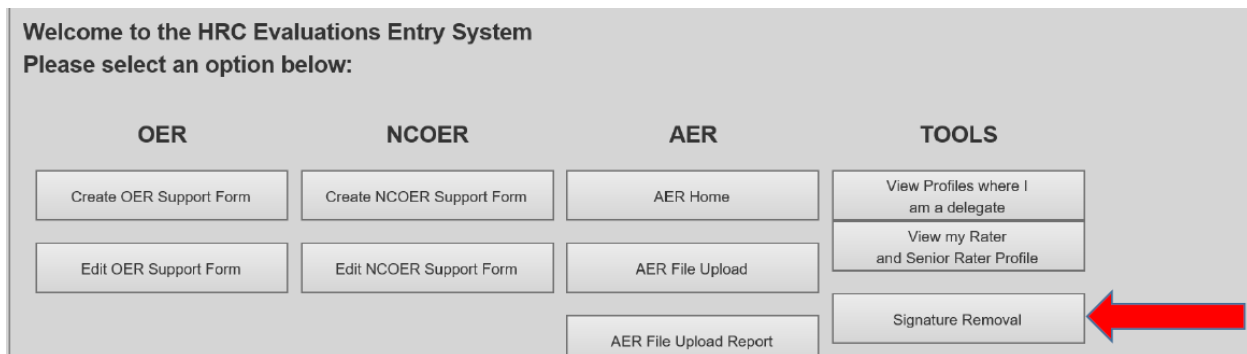 Welcome to the HRC Evaluations Entry System
Please select an option below:
OER
NCOER
AER
TOOLS
Create OER Support Form
Create NCOER Support Form
AER Home
View Profiles where I
am a delegate
View my Rater
and Senior Rater Profile
Edit OER Support Form
Edit NCOER Support Form
AER File Upload
Signature Removal
AER File Upload Report